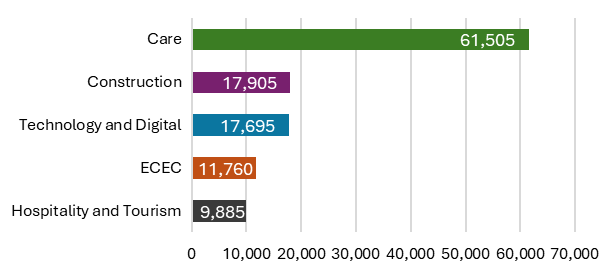 Care 61,505
Construction 17,905
Technology and Digital 17,695
ECEC 11,760
Hospitality and Tourism 9,885
0 10,000 20,000 30,000 40,000 50,000 60,000 70,000